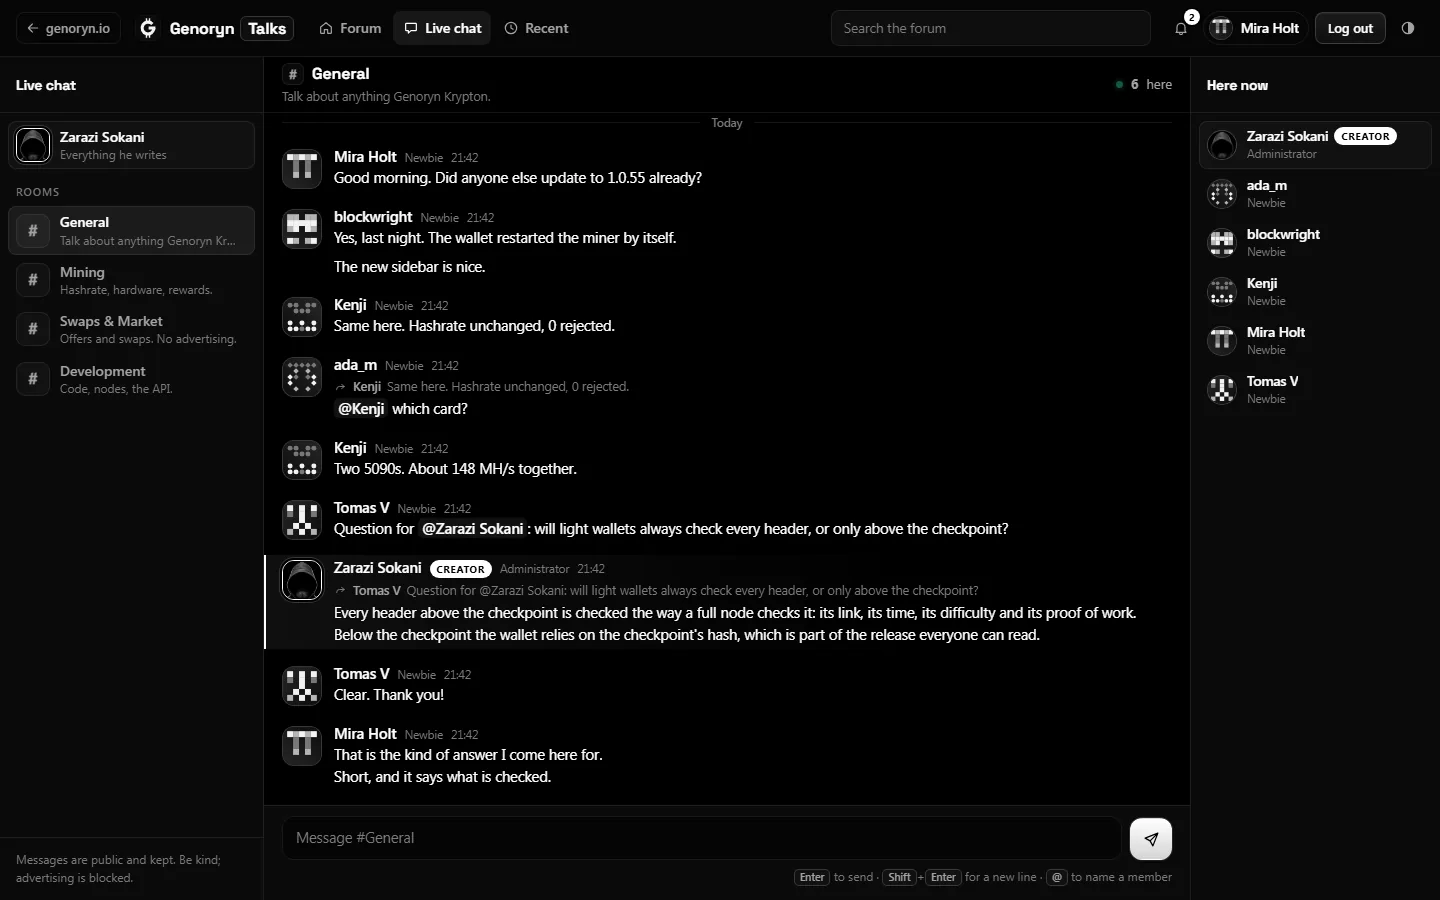 genoryn.io
Genoryn Talks
Forum
Live chat
Recent
Search the forum
2
Mira Holt
Log out
Live chat
Zarazi Sokani
Everything he writes
ROOMS
# General
Talk about anything Genoryn Kr...
# Mining
Hashrate, hardware, rewards.
# Swaps & Market
Offers and swaps. No advertising.
# Development
Code, nodes, the API.
Messages are public and kept. Be kind;
advertising is blocked.
# General
Talk about anything Genoryn Krypton.
6 here
Today
Mira Holt Newbie 21:42
Good morning. Did anyone else update to 1.0.55 already?
blockwright Newbie 21:42
Yes, last night. The wallet restarted the miner by itself.
The new sidebar is nice.
Kenji Newbie 21:42
Same here. Hashrate unchanged, 0 rejected.
ada_m Newbie 21:42
Kenji Same here. Hashrate unchanged, 0 rejected.
@Kenji which card?
Kenji Newbie 21:42
Two 5090s. About 148 MH/s together.
Tomas V Newbie 21:42
Question for @Zarazi Sokani : will light wallets always check every header, or only above the checkpoint?
Zarazi Sokani CREATOR Administrator 21:42
Tomas V Question for @Zarazi Sokani: will light wallets always check every header, or only above the checkpoint?
Every header above the checkpoint is checked the way a full node checks it: its link, its time, its difficulty and its proof of work.
Below the checkpoint the wallet relies on the checkpoint's hash, which is part of the release everyone can read.
Tomas V Newbie 21:42
Clear. Thank you!
Mira Holt Newbie 21:42
That is the kind of answer I come here for.
Short, and it says what is checked.
Message #General
Enter to send · Shift + Enter for a new line · @ to name a member
Here now
Zarazi Sokani CREATOR
Administrator
ada_m
Newbie
blockwright
Newbie
Kenji
Newbie
Mira Holt
Newbie
Tomas V
Newbie